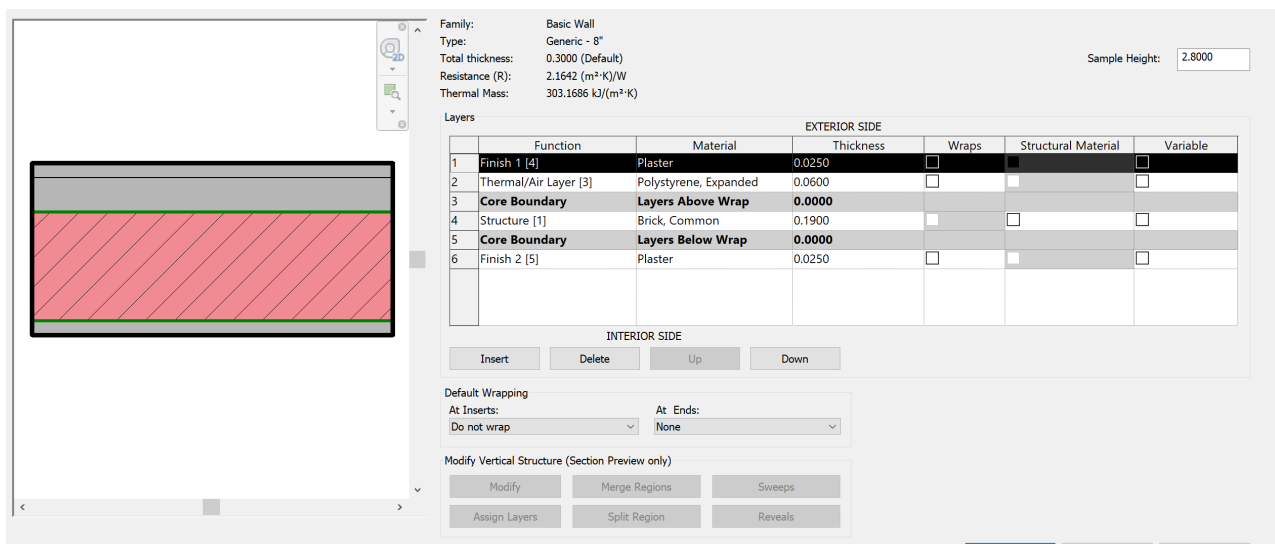 2D
Family: Basic Wall
Type: Generic - 8"
Total thickness: 0.3000 (Default)
Resistance (R): 2.1642 (m²·K)/W
Thermal Mass: 303.1686 kJ/(m²·K)
Sample Height: 2.8000
Layers
EXTERIOR SIDE
Function Material Thickness Wraps Structural Material Variable
1 Finish 1 [4] Plaster 0.0250
2 Thermal/Air Layer [3] Polystyrene, Expanded 0.0600
3 Core Boundary Layers Above Wrap 0.0000
4 Structure [1] Brick, Common 0.1900
5 Core Boundary Layers Below Wrap 0.0000
6 Finish 2 [5] Plaster 0.0250
INTERIOR SIDE
Insert Delete Up Down
Default Wrapping
At Inserts: At Ends:
Do not wrap None
Modify Vertical Structure (Section Preview only)
Modify Merge Regions Sweeps
Assign Layers Split Region Reveals